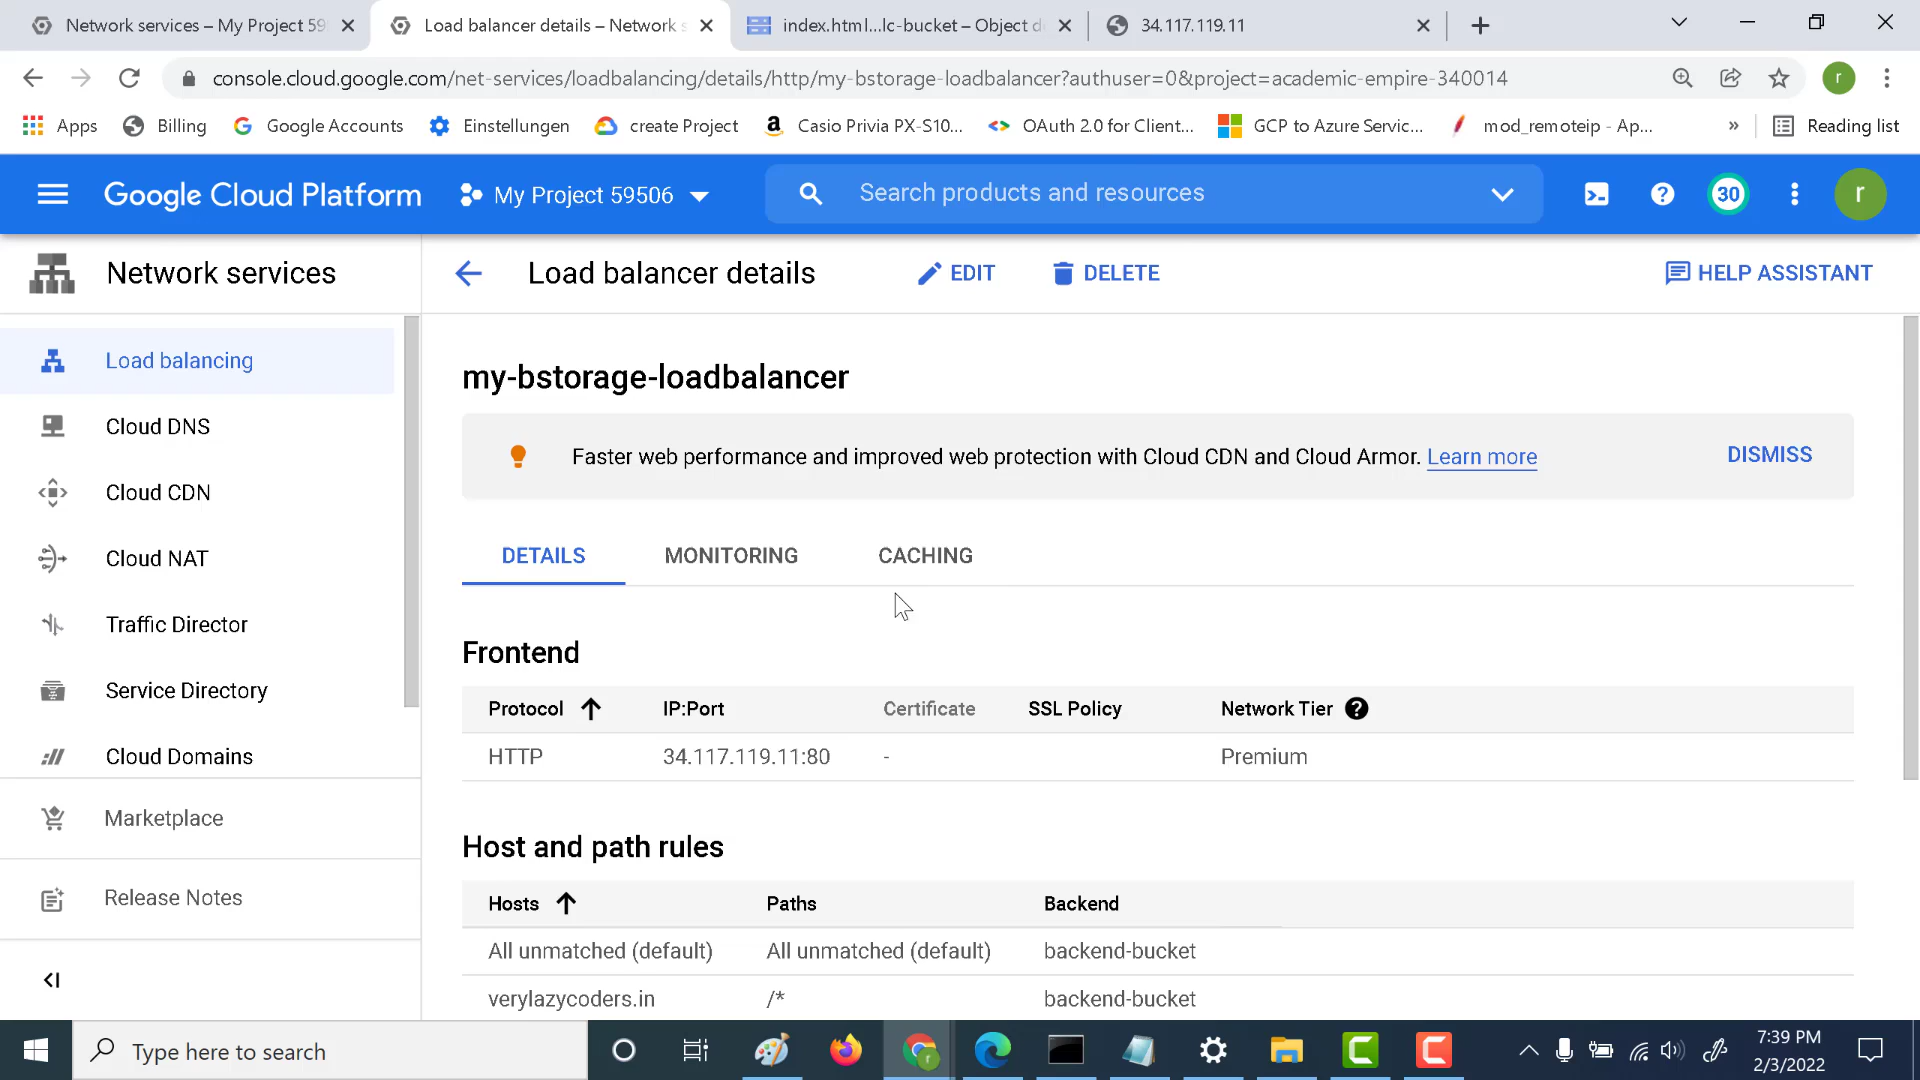 Network services – My Project 59
Load balancer details – Network s
index.html...lc-bucket – Object de
34.117.119.11
console.cloud.google.com/net-services/loadbalancing/details/http/my-bstorage-loadbalancer?authuser=0&project=academic-empire-340014
r
Apps
Billing
Google Accounts
Einstellungen
create Project
Casio Privia PX-S10...
OAuth 2.0 for Client...
GCP to Azure Servic...
mod_remoteip - Ap...
»
Reading list
Google Cloud Platform
My Project 59506
Search products and resources
30
r
Network services
Load balancer details
EDIT
DELETE
HELP ASSISTANT
Load balancing
Cloud DNS
Cloud CDN
Cloud NAT
Traffic Director
Service Directory
Cloud Domains
Marketplace
Release Notes
my-bstorage-loadbalancer
Faster web performance and improved web protection with Cloud CDN and Cloud Armor. Learn more
DISMISS
DETAILS
MONITORING
CACHING
Frontend
Protocol IP:Port Certificate SSL Policy Network Tier
HTTP 34.117.119.11:80 - Premium
Host and path rules
Hosts Paths Backend
All unmatched (default) All unmatched (default) backend-bucket
verylazycoders.in /* backend-bucket
Type here to search
7:39 PM
2/3/2022